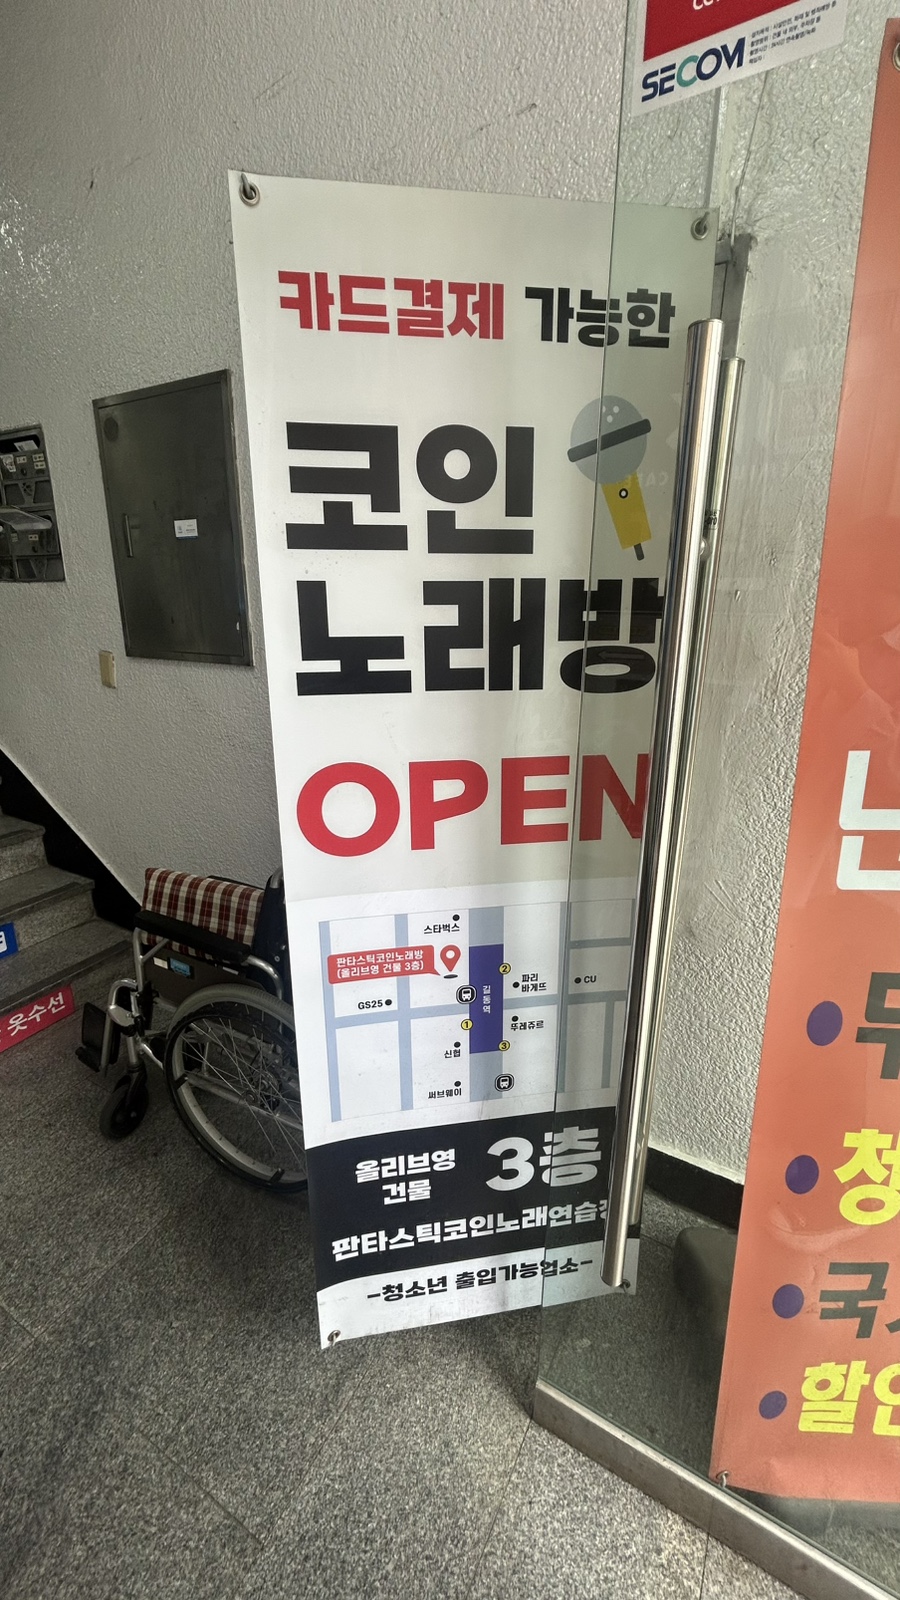 SECOM
카드결제 가능한
코인
노래방
OPEN
스타벅스
판타스틱코인노래방
(올리브영 건물 3층)
2
파리
바게뜨
CU
GS25
길동역
1
뚜레쥬르
신협
3
써브웨이
올리브영
건물
3층
판타스틱코인노래연습
-청소년 출입가능업소-
옷수선
할인